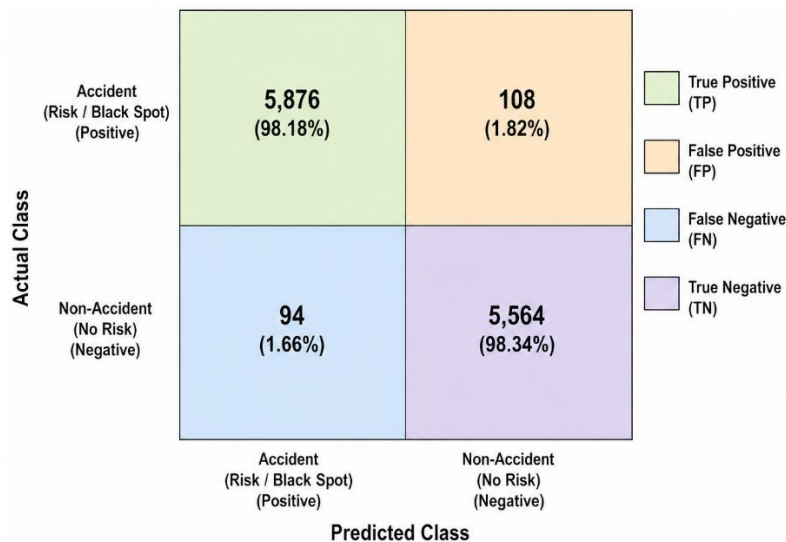 Accident
(Risk / Black Spot)
(Positive)
5,876
(98.18%)
108
(1.82%)
True Positive
(TP)
False Positive
(FP)
False Negative
(FN)
True Negative
(TN)
Actual Class
Non-Accident
(No Risk)
(Negative)
94
(1.66%)
5,564
(98.34%)
Accident
(Risk / Black Spot)
(Positive)
Non-Accident
(No Risk)
(Negative)
Predicted Class